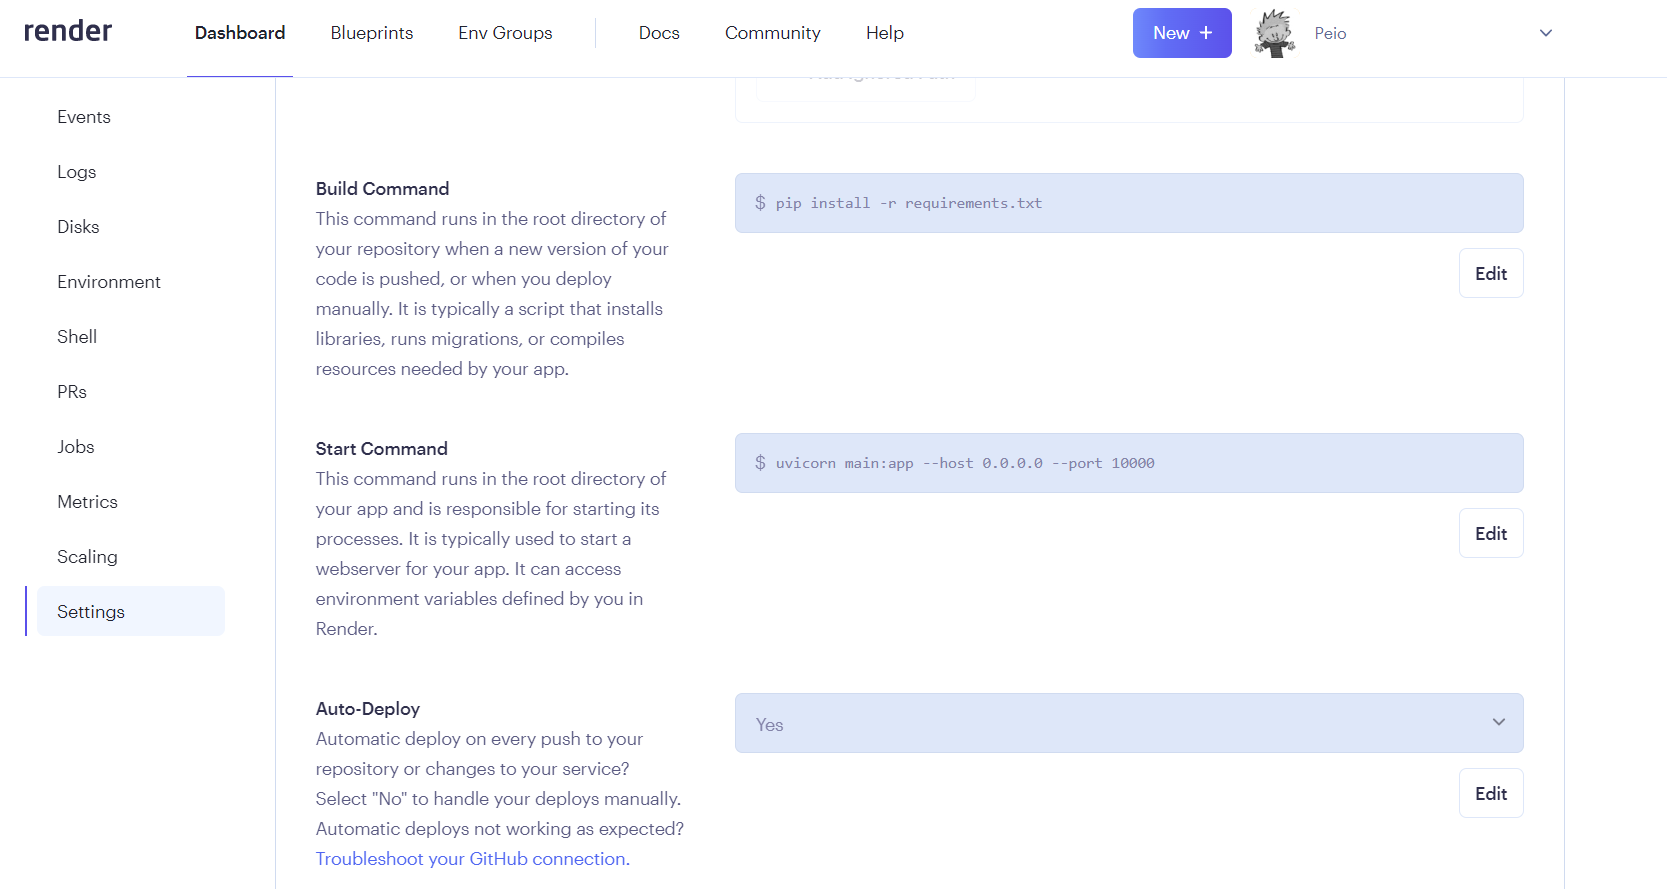 render
Dashboard Blueprints Env Groups Docs Community Help New + Peio
Events
Logs
Disks
Environment
Shell
PRs
Jobs
Metrics
Scaling
Settings
Build Command
This command runs in the root directory of
your repository when a new version of your
code is pushed, or when you deploy
manually. It is typically a script that installs
libraries, runs migrations, or compiles
resources needed by your app.
$ pip install -r requirements.txt
Edit
Start Command
This command runs in the root directory of
your app and is responsible for starting its
processes. It is typically used to start a
webserver for your app. It can access
environment variables defined by you in
Render.
$ uvicorn main:app --host 0.0.0.0 --port 10000
Edit
Auto-Deploy
Automatic deploy on every push to your
repository or changes to your service?
Select "No" to handle your deploys manually.
Automatic deploys not working as expected?
Troubleshoot your GitHub connection.
Yes
Edit